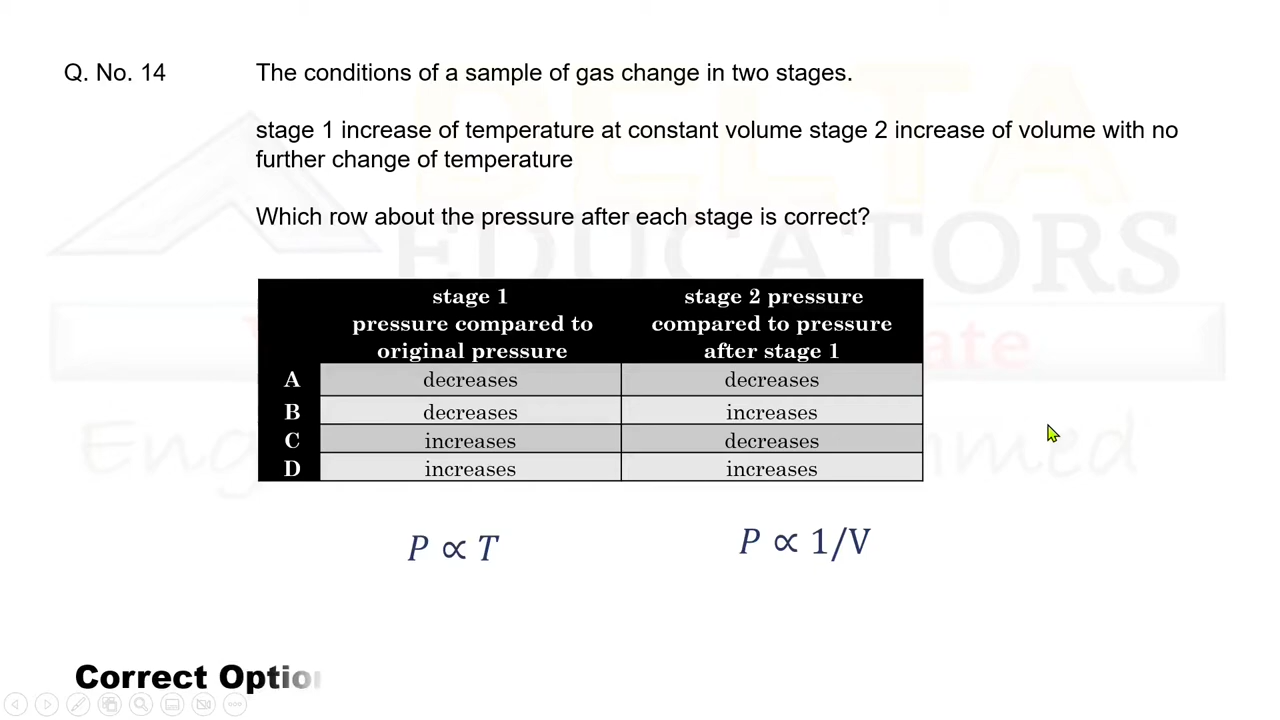 Q. No. 14
The conditions of a sample of gas change in two stages.
stage 1 increase of temperature at constant volume stage 2 increase of volume with no
further change of temperature
Which row about the pressure after each stage is correct?
stage 1
pressure compared to
original pressure
stage 2 pressure
compared to pressure
after stage 1
A decreases decreases
B decreases increases
C increases decreases
D increases increases
P ∝ T
P ∝ 1/V
Correct Option
DELTA
EDUCATORS